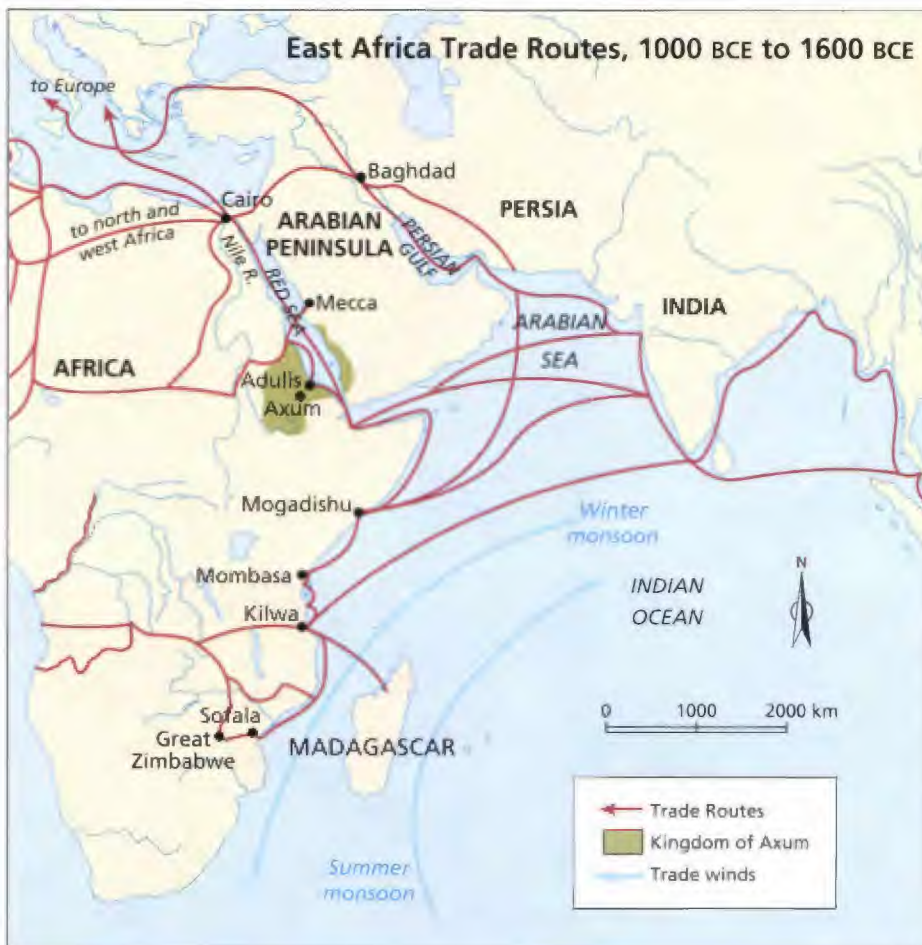 East Africa Trade Routes, 1000 BCE to 1600 BCE
to Europe
Baghdad
Cairo
PERSIA
to north and
west Africa
ARABIAN
PENINSULA
PERSIAN
GULF
Nile R.
RED SEA
Mecca
INDIA
ARABIAN
SEA
AFRICA
Adulis
Axum
Mogadishu
Winter
monsoon
Mombasa
INDIAN
OCEAN
N
Kilwa
Sofala
Great
Zimbabwe
MADAGASCAR
0 1000 2000 km
Trade Routes
Kingdom of Axum
Trade winds
Summer
monsoon